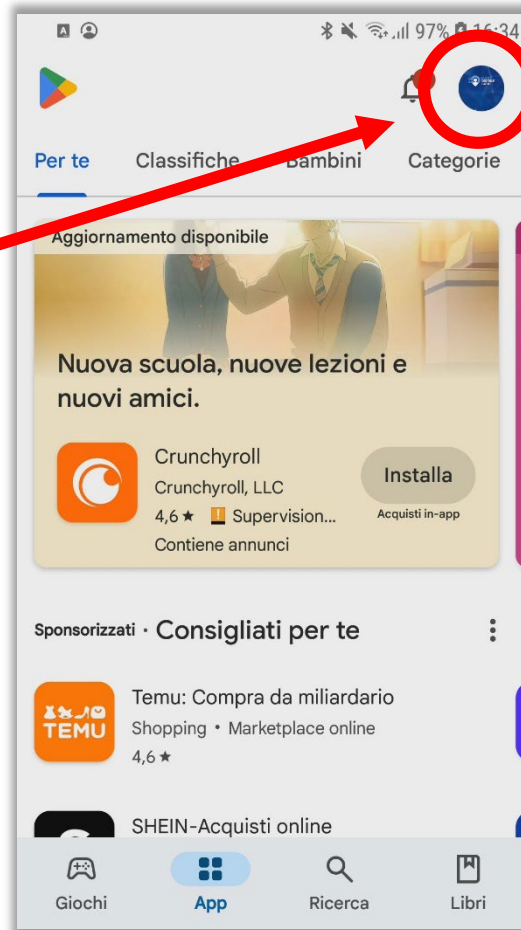 97% 16:34
Per te Classifiche Bambini Categorie
Aggiornamento disponibile
Nuova scuola, nuove lezioni e
nuovi amici.
Crunchyroll
Crunchyroll, LLC
4,6★ Supervision...
Contiene annunci
Installa
Acquisti in-app
Sponsorizzati · Consigliati per te
TEMU
Temu: Compra da miliardario
Shopping • Marketplace online
4,6★
SHEIN-Acquisti online
Giochi App Ricerca Libri